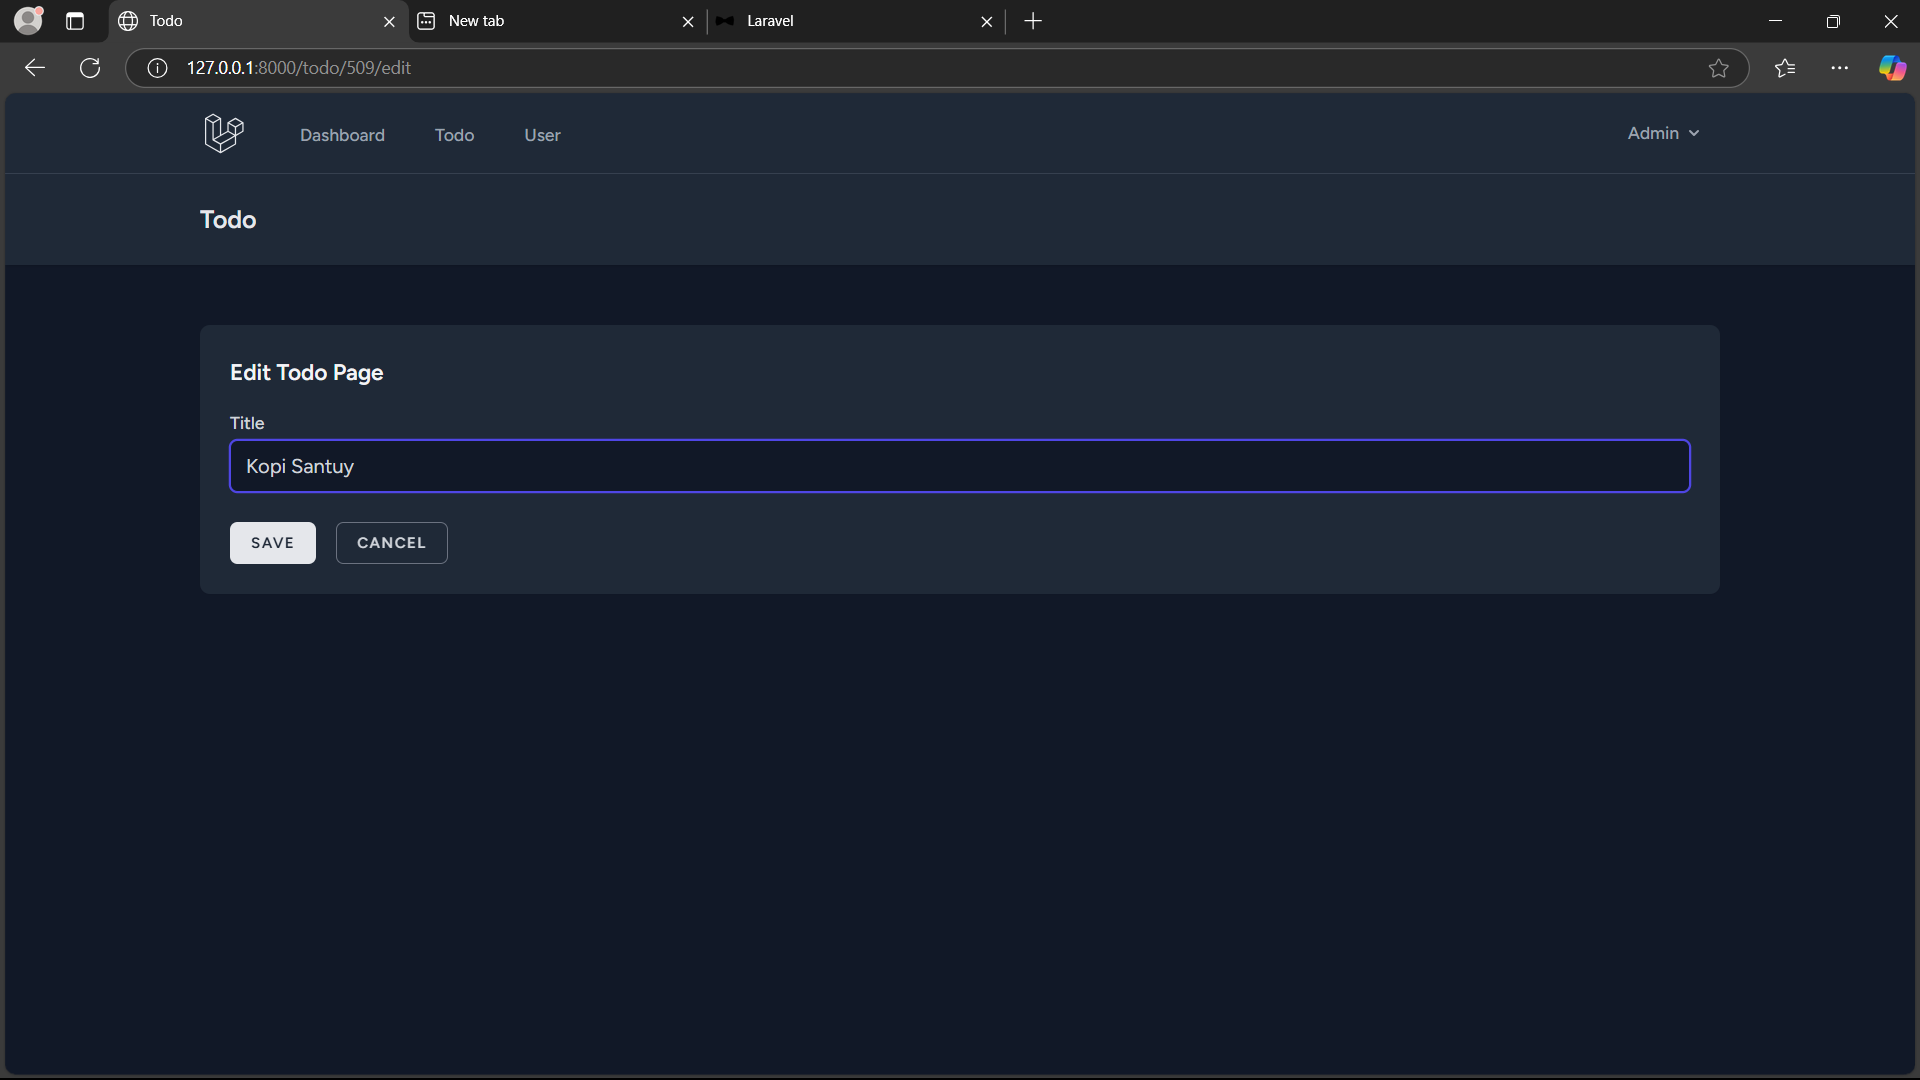 Todo
New tab
Laravel
127.0.0.1:8000/todo/509/edit
Dashboard
Todo
User
Admin
Todo
Edit Todo Page
Title
Kopi Santuy
SAVE
CANCEL